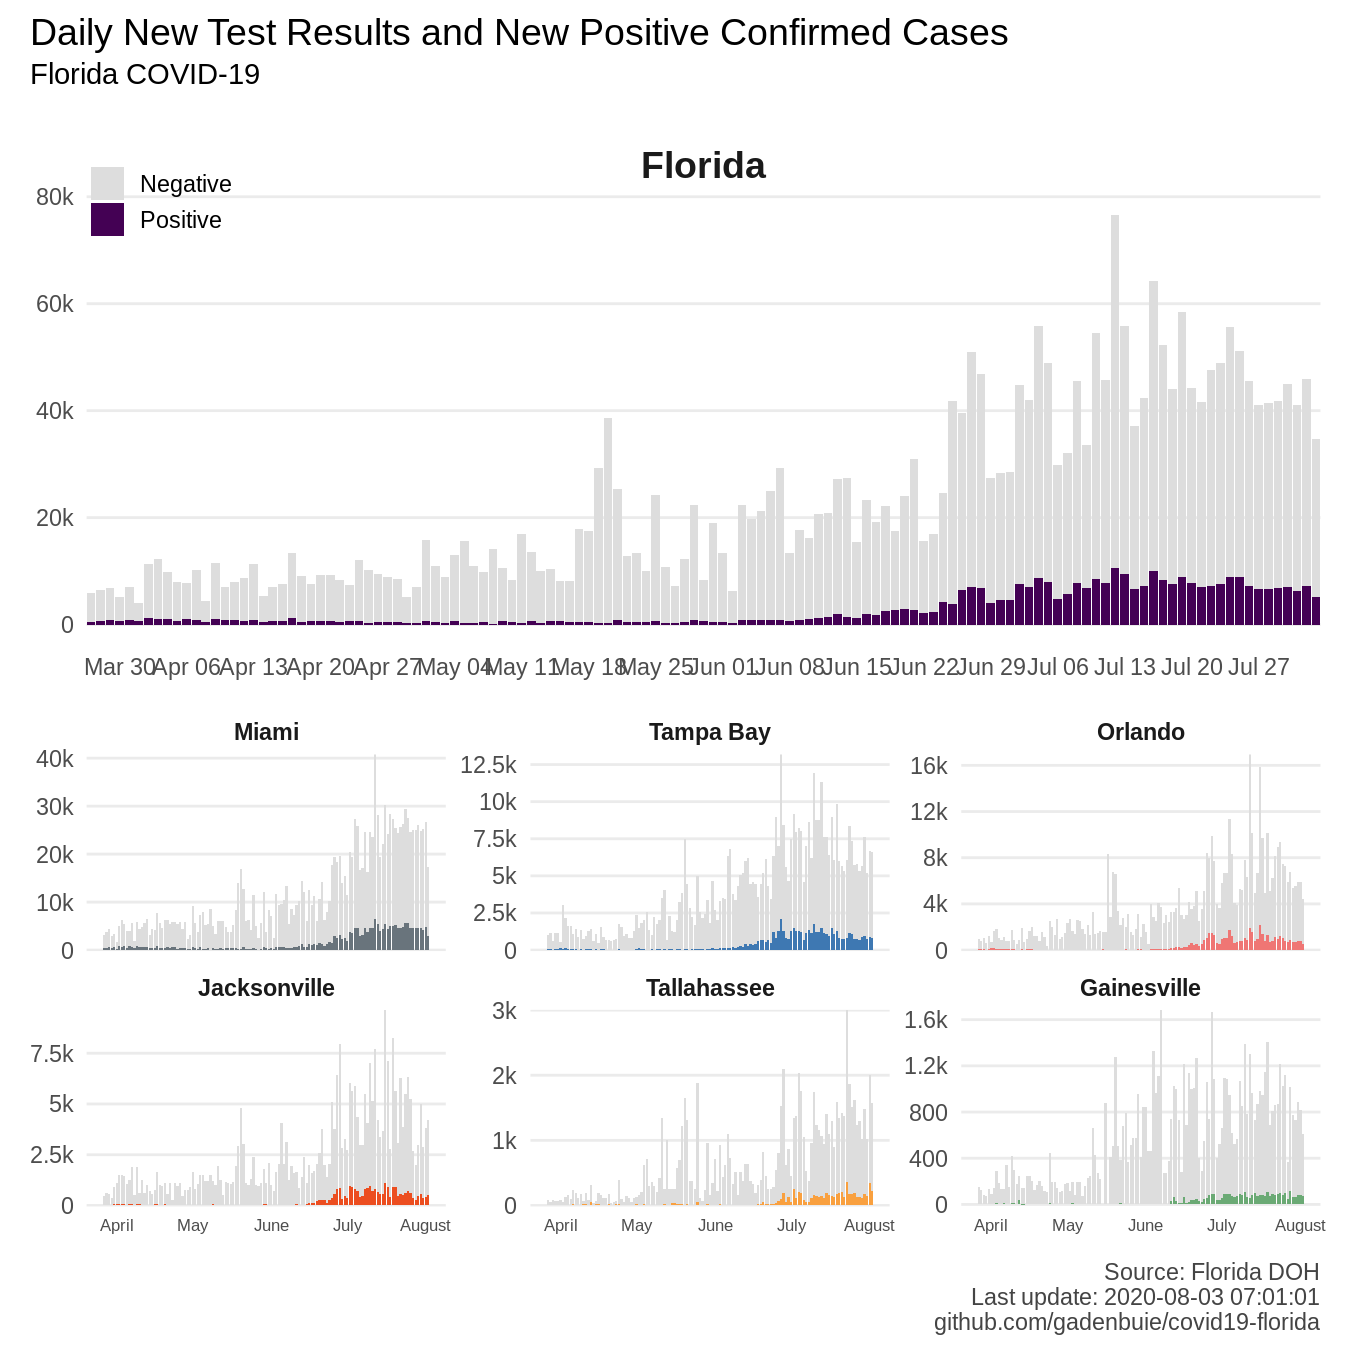 Daily New Test Results and New Positive Confirmed Cases
Florida COVID-19
Florida
Negative
Positive
80k
60k
40k
20k
0
Mar 30 Apr 06 Apr 13 Apr 20 Apr 27 May 04 May 11 May 18 May 25 Jun 01 Jun 08 Jun 15 Jun 22 Jun 29 Jul 06 Jul 13 Jul 20 Jul 27
Miami
40k
30k
20k
10k
0
Tampa Bay
12.5k
10k
7.5k
5k
2.5k
0
Orlando
16k
12k
8k
4k
0
Jacksonville
7.5k
5k
2.5k
0
April May June July August
Tallahassee
3k
2k
1k
0
April May June July August
Gainesville
1.6k
1.2k
800
400
0
April May June July August
Source: Florida DOH
Last update: 2020-08-03 07:01:01
github.com/gadenbuie/covid19-florida